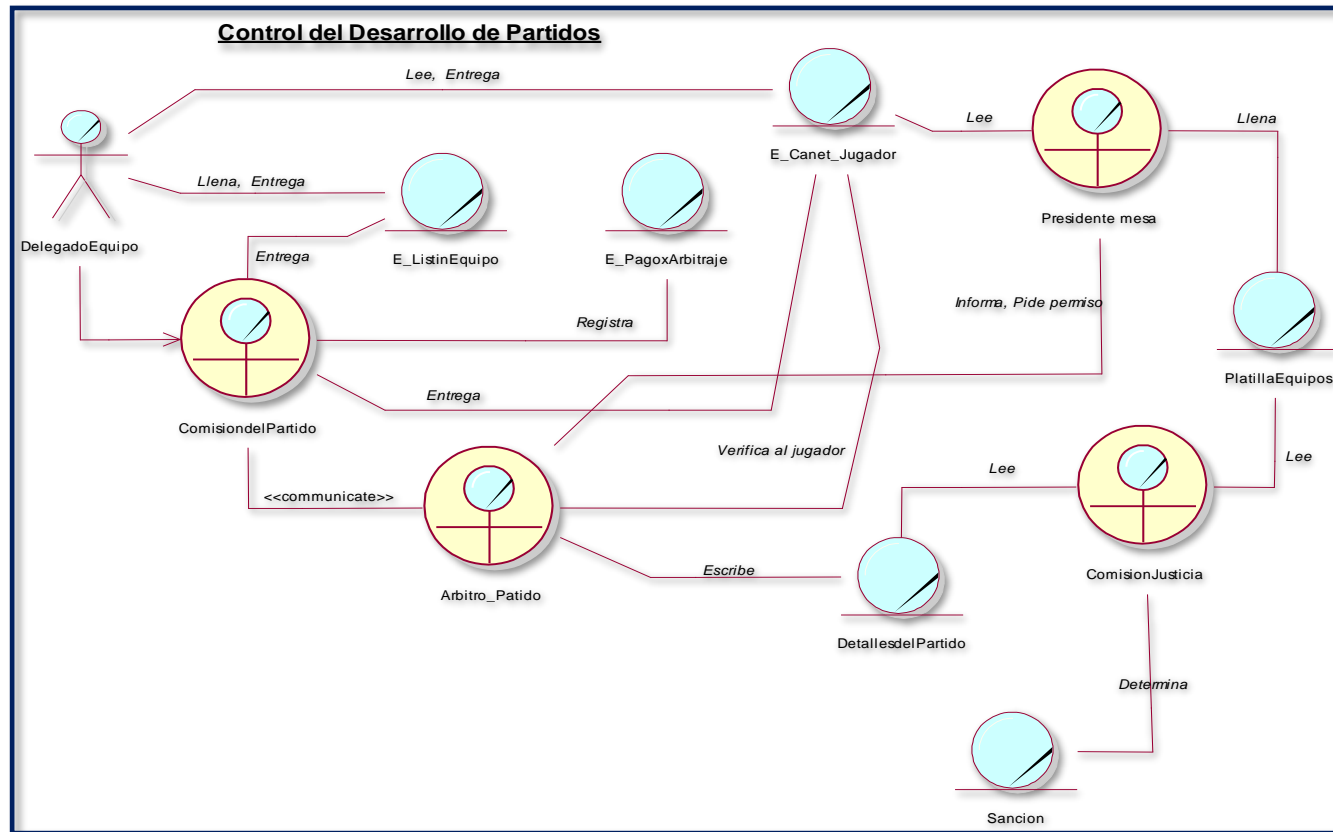 Control del Desarrollo de Partidos
Lee, Entrega
Lee
Llena
E_Canet_Jugador
Llena, Entrega
Presidente mesa
DelegadoEquipo
Entrega
E_ListinEquipo
E_PagoxArbitraje
Informa, Pide permiso
Registra
PlatillaEquipos
Entrega
ComisiondelPartido
Verifica al jugador
Lee
Lee
<<communicate>>
Escribe
ComisionJusticia
Arbitro_Patido
DetallesdelPartido
Determina
Sancion